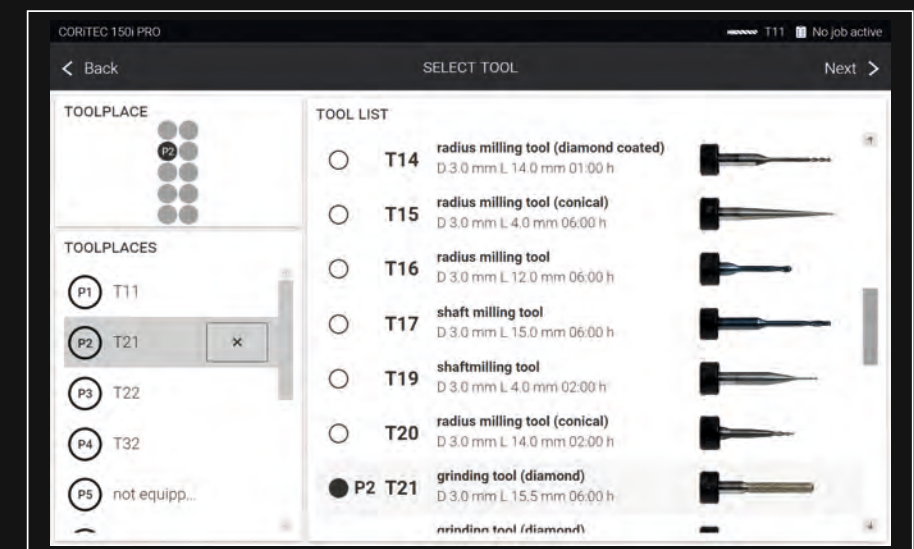 CORiTEC 150i PRO T11 No job active
Back SELECT TOOL Next
TOOLPLACE
P2
TOOLPLACES
P1 T11
P2 T21 ×
P3 T22
P4 T32
P5 not equipp...
TOOL LIST
T14 radius milling tool (diamond coated)
D 3.0 mm L 14.0 mm 01:00 h
T15 radius milling tool (conical)
D 3.0 mm L 4.0 mm 06:00 h
T16 radius milling tool
D 3.0 mm L 12.0 mm 06:00 h
T17 shaft milling tool
D 3.0 mm L 15.0 mm 06:00 h
T19 shaftmilling tool
D 3.0 mm L 4.0 mm 02:00 h
T20 radius milling tool (conical)
D 3.0 mm L 14.0 mm 02:00 h
P2 T21 grinding tool (diamond)
D 3.0 mm L 15.5 mm 06:00 h
grinding tool (diamond)